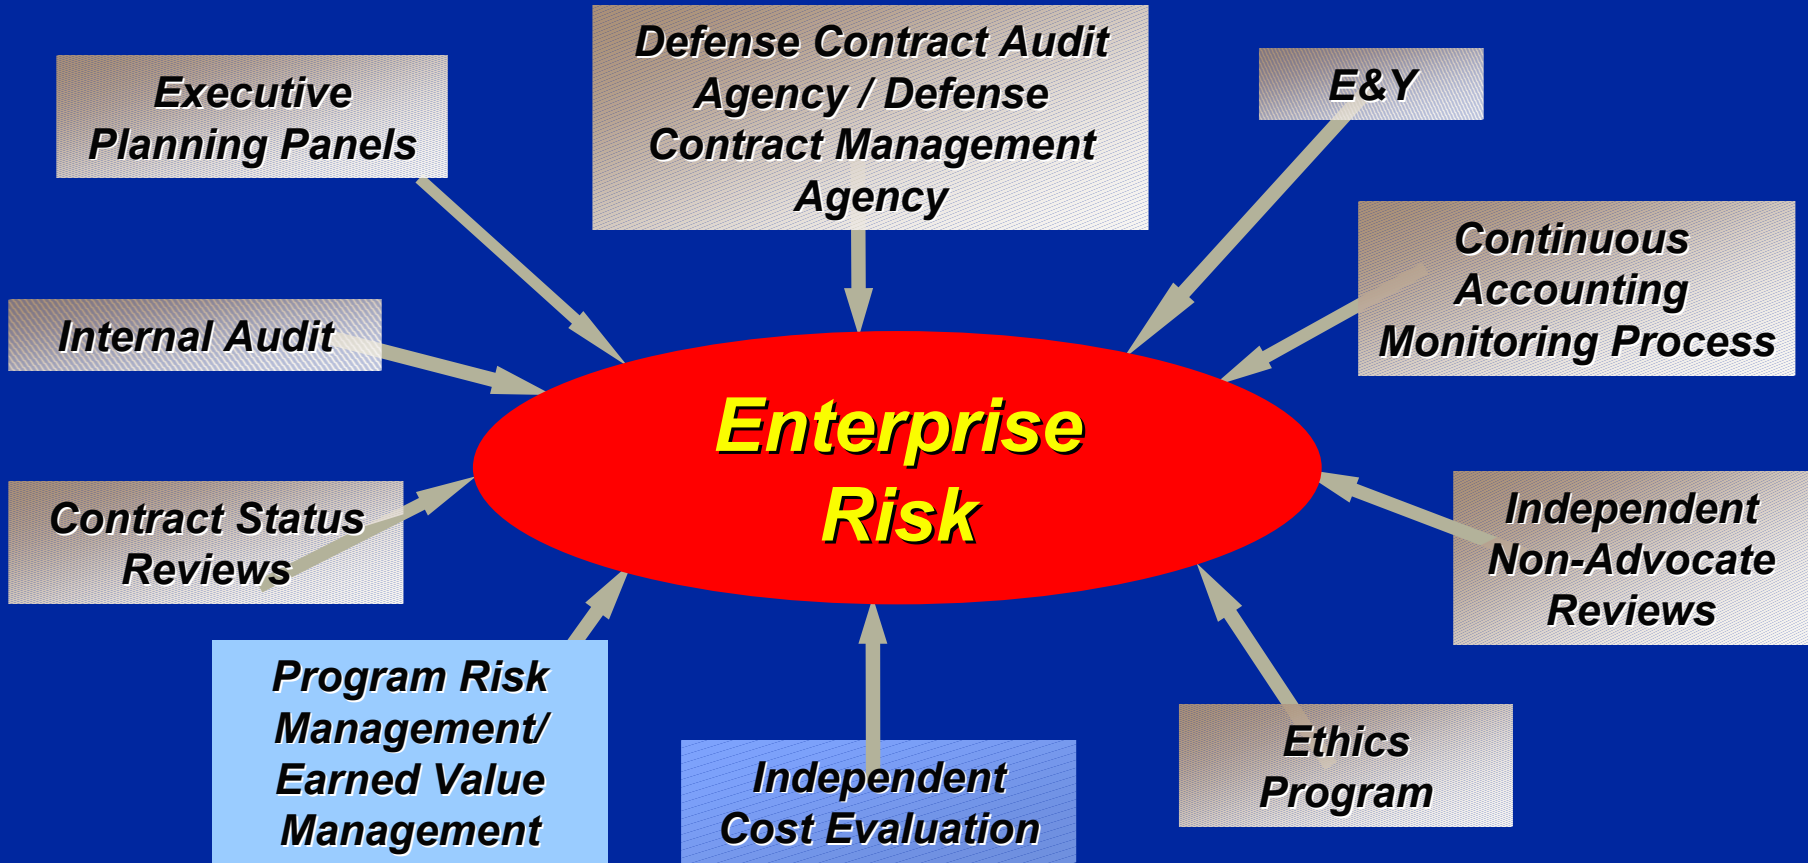 Executive
Planning Panels
Defense Contract Audit
Agency / Defense
Contract Management
Agency
E&Y
Continuous
Accounting
Monitoring Process
Internal Audit
Enterprise
Risk
Contract Status
Reviews
Independent
Non-Advocate
Reviews
Program Risk
Management/
Earned Value
Management
Independent
Cost Evaluation
Ethics
Program